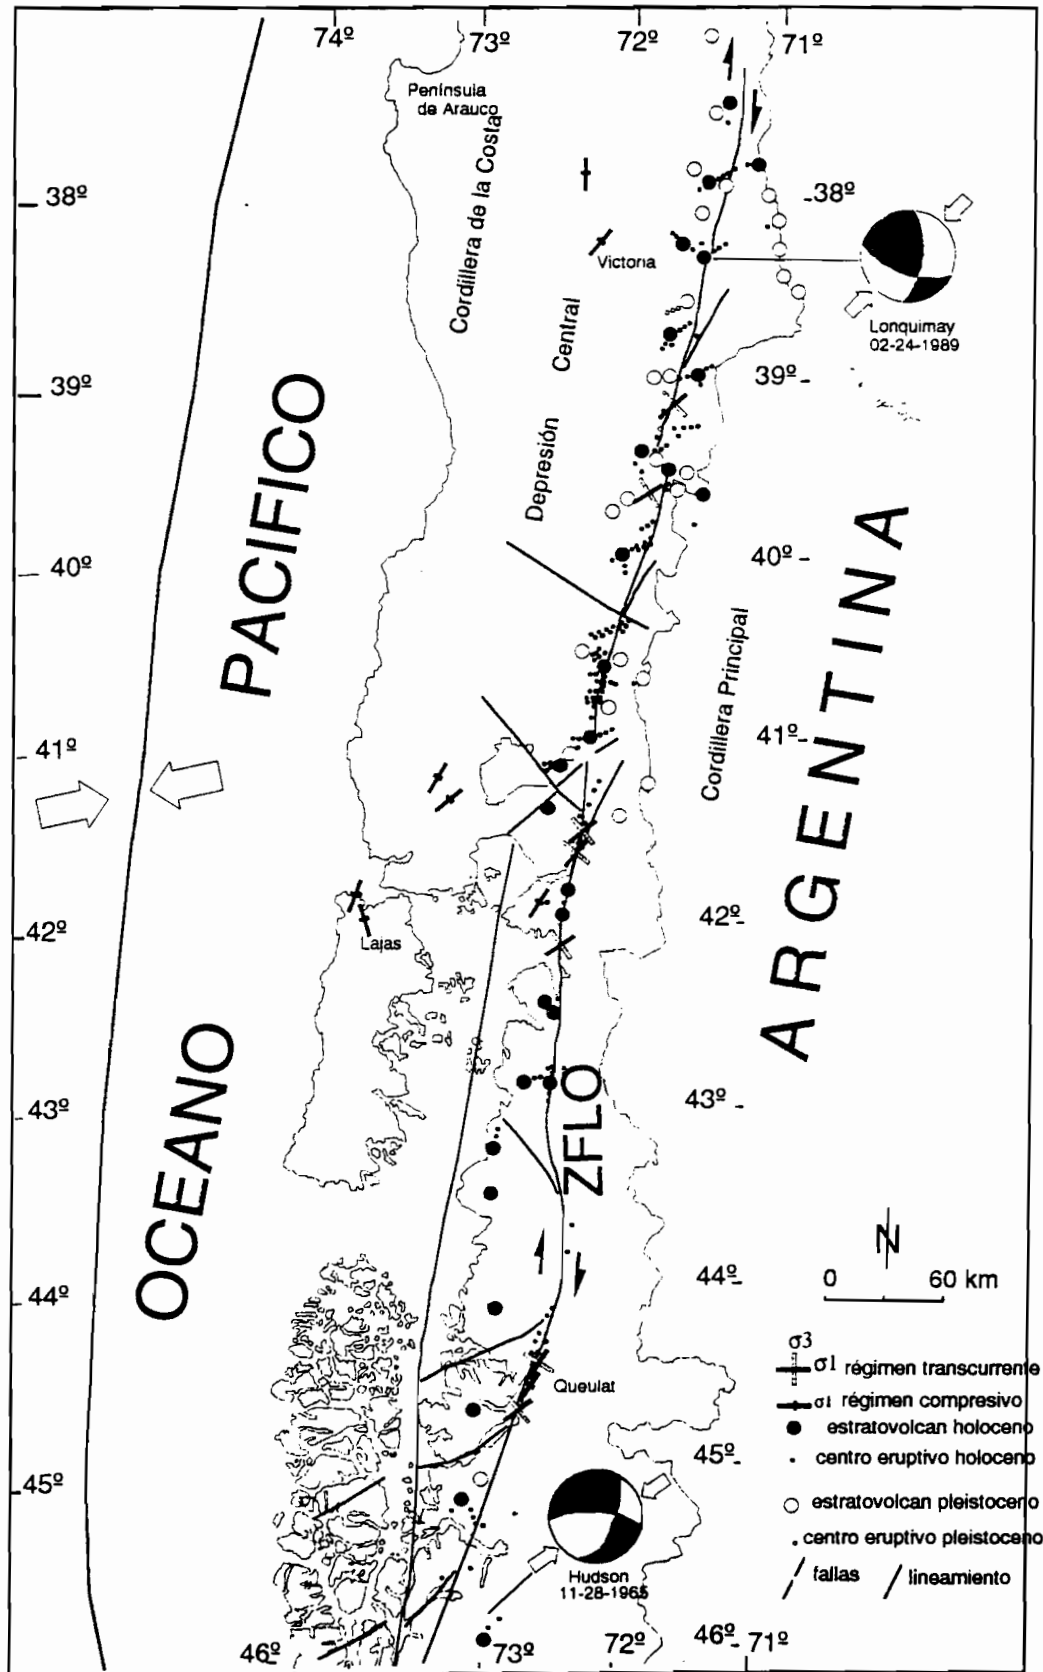 74º 73º 72º 71º
Península
de Arauco
Cordillera de la Costa
38º
38º
Victoria
Lonquimay
02-24-1989
Central
Depresión
39º
39º
PACIFICO
OCEANO
ARGENTINA
40º
40º
Cordillera Principal
41º
41º
42º
42º
Lajas
43º
43º
ZFLO
44º
44º
N
0 60 km
Queulat
45º
45º
Hudson
11-28-1965
σ3
σ1 régimen transcurrente
σ1 régimen compresivo
estratovolcan holoceno
centro eruptivo holoceno
estratovolcan pleistoceno
centro eruptivo pleistoceno
fallas lineamiento
46º 73º 72º 46º 71º